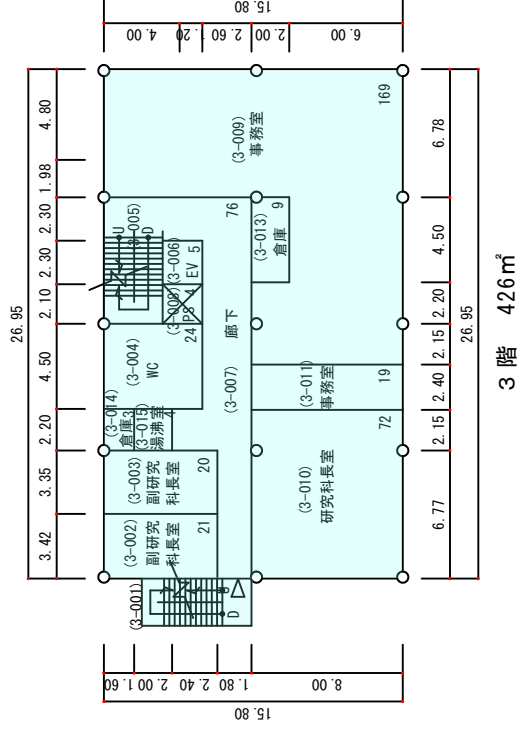 3階 426㎡
26.95
3.42
3.35
2.20
4.50
2.10
2.30
2.30
1.98
4.80
15.80
1.60
2.00
2.40
1.80
8.00
15.80
4.00
2.60
2.00
6.00
(3-001)
U
D
(3-002)
副研究
科長室
21
(3-003)
副研究
科長室
20
(3-014)
倉庫
3
(3-015)
湯沸室
4
(3-004)
WC
24
(3-008)
PS
4
(3-006)
EV
5
(3-005)
U
D
(3-007)
廊下
76
(3-009)
事務室
169
(3-013)
倉庫
9
(3-010)
研究科長室
72
(3-011)
事務室
19
6.77
2.15
2.40
2.15
2.20
4.50
6.78
26.95